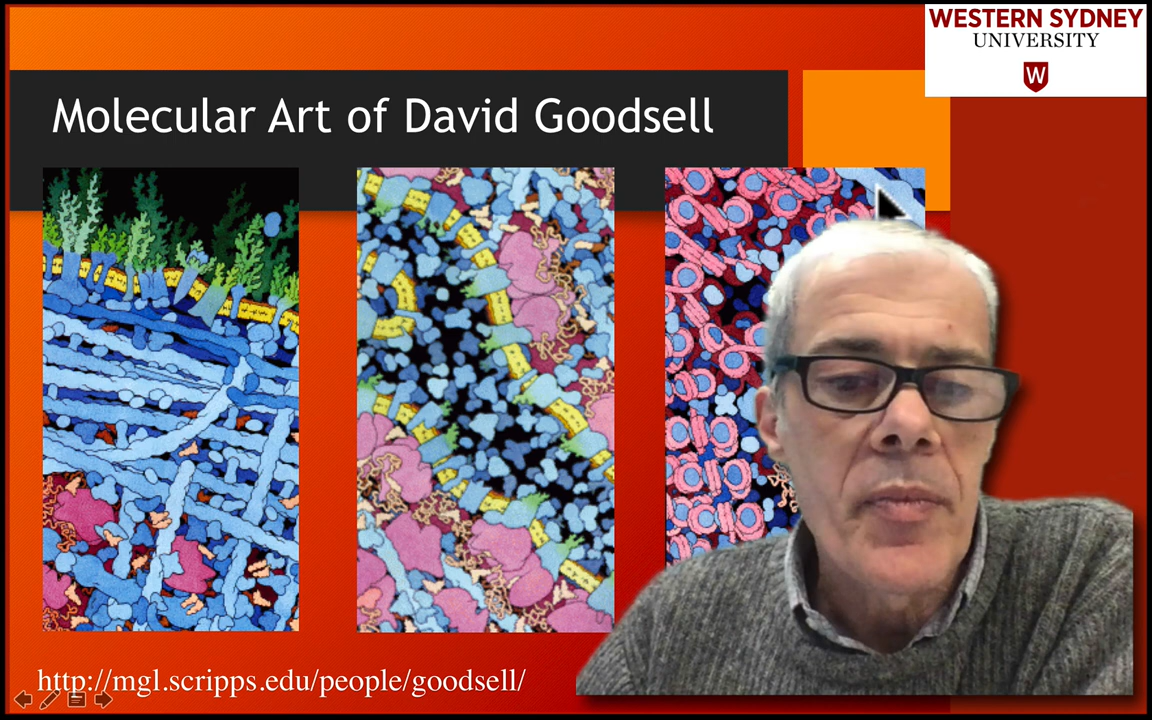 WESTERN SYDNEY
UNIVERSITY
W
Molecular Art of David Goodsell
http://mgl.scripps.edu/people/goodsell/